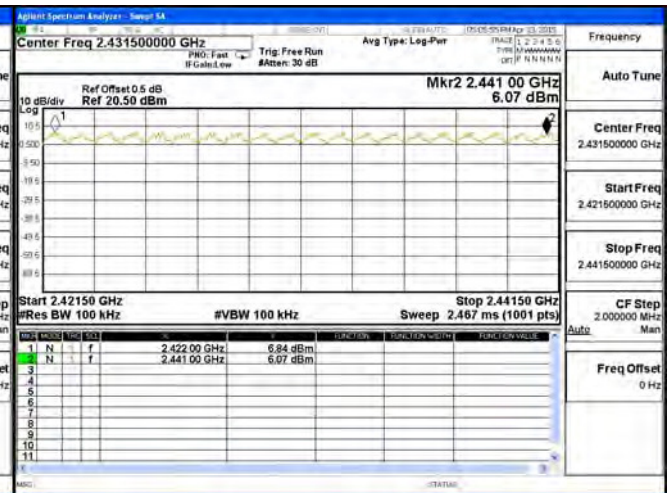 Agilent Spectrum Analyzer - Swept SA
05:05:55 PM Apr 13, 2015
Center Freq 2.431500000 GHz
Avg Type: Log-Pwr
TRACE 1 2 3 4 5 6
PNO: Fast
Trig: Free Run
TYPE
IFGain:Low
#Atten: 30 dB
DET P N N N N N
Frequency
Auto Tune
Mkr2 2.441 00 GHz
Ref Offset 0.5 dB
6.07 dBm
10 dB/div
Ref 20.50 dBm
Log
1
2
10.5
0.500
-9.50
-19.5
-39.5
-49.5
-59.5
-69.5
Center Freq
2.431500000 GHz
Start Freq
2.421500000 GHz
Stop Freq
2.441500000 GHz
Start 2.42150 GHz
Stop 2.44150 GHz
#Res BW 100 kHz
#VBW 100 kHz
Sweep 2.467 ms (1001 pts)
CF Step
2.000000 MHz
Auto Man
Freq Offset
0 Hz
MKR MODE TRC SCL X Y FUNCTION FUNCTION WIDTH FUNCTION VALUE
1 N 1 f 2.422 00 GHz 6.84 dBm
2 N 1 f 2.441 00 GHz 6.07 dBm
3
4
5
6
7
8
9
10
11
MSG
STATUS